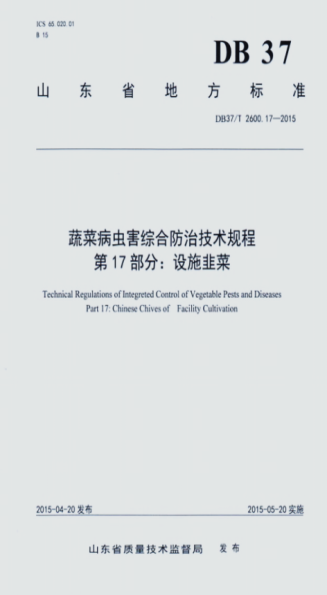 ICS 65.020.01
B 15
DB 37
山东省地方标准
DB37/T 2600.17—2015
蔬菜病虫害综合防治技术规程
第 17 部分：设施韭菜
Technical Regulations of Integreted Control of Vegetable Pests and Diseases
Part 17: Chinese Chives of Facility Cultivation
2015-04-20 发布
2015-05-20 实施
山东省质量技术监督局 发布